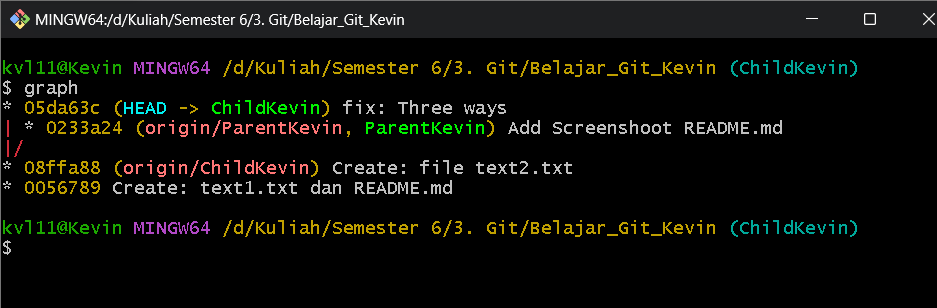 MINGW64:/d/Kuliah/Semester 6/3. Git/Belajar_Git_Kevin
kvl11@Kevin MINGW64 /d/Kuliah/Semester 6/3. Git/Belajar_Git_Kevin (ChildKevin)
$ graph
* 05da63c (HEAD -> ChildKevin) fix: Three ways
| * 0233a24 (origin/ParentKevin, ParentKevin) Add Screenshoot README.md
|/
* 08ffa88 (origin/ChildKevin) Create: file text2.txt
* 0056789 Create: text1.txt dan README.md
kvl11@Kevin MINGW64 /d/Kuliah/Semester 6/3. Git/Belajar_Git_Kevin (ChildKevin)
$